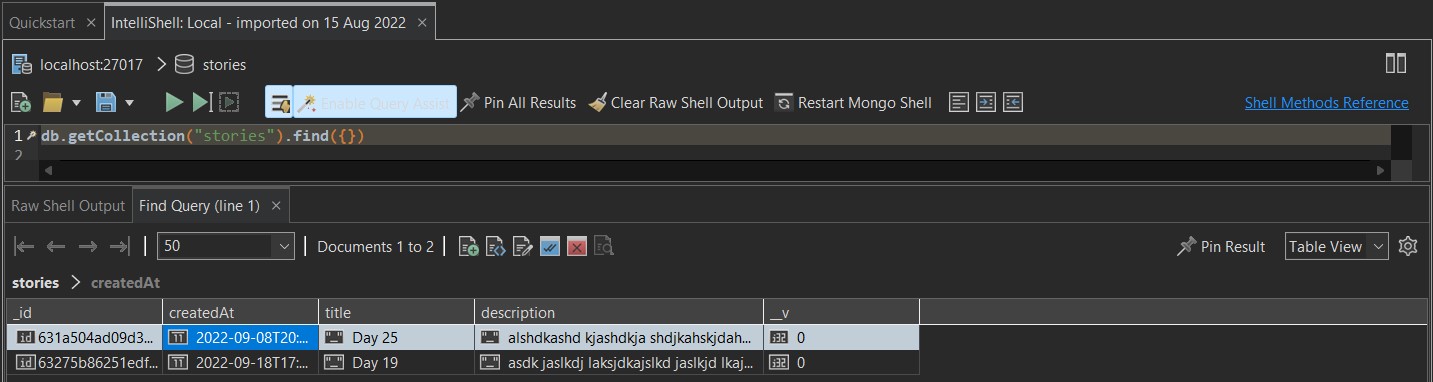 Quickstart IntelliShell: Local - imported on 15 Aug 2022
localhost:27017 stories
Enable Query Assist Pin All Results Clear Raw Shell Output Restart Mongo Shell Shell Methods Reference
1 db.getCollection("stories").find({})
2
Raw Shell Output Find Query (line 1)
50 Documents 1 to 2 Pin Result Table View
stories > createdAt
_id createdAt title description __v
id 631a504ad09d3... 2022-09-08T20:... "_" Day 25 "_" alshdkashd kjashdkja shdjkahskjdah... i32 0
id 63275b86251edf... 2022-09-18T17:... "_" Day 19 "_" asdk jaslkdj laksjdkajslkd jaslkjd lkaj... i32 0